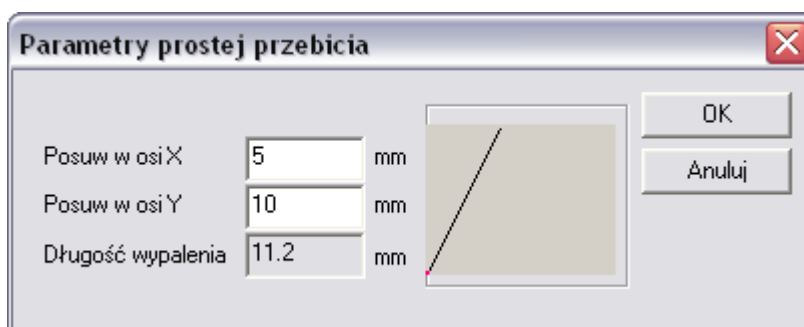 Parametry prostej przebicia
Posuw w osi X 5 mm
Posuw w osi Y 10 mm
Długość wypalenia 11.2 mm
OK
Anuluj